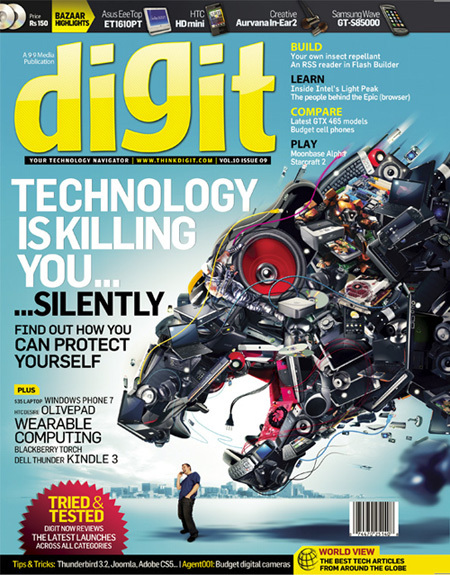 Price
Rs 150
BAZAAR
HIGHLIGHTS
Asus EeeTop
ET1610PT
HTC
HD mini
Creative
Aurvana In-Ear2
Samsung Wave
GT-S85000
A 9.9 Media
Publication
digit
YOUR TECHNOLOGY NAVIGATOR | WWW.THINKDIGIT.COM | VOL.10 ISSUE 09
BUILD
Your own insect repellant
An RSS reader in Flash Builder
LEARN
Inside Intel's Light Peak
The people behind the Epic (browser)
COMPARE
Latest GTX 465 models
Budget cell phones
PLAY
Moonbase Alpha
Starcraft 2
TECHNOLOGY
IS KILLING
YOU...
...SILENTLY
FIND OUT HOW YOU
CAN PROTECT
YOURSELF
PLUS
LAPTOP WINDOWS PHONE 7
HTC DESIRE OLIVEPAD
WEARABLE
COMPUTING
BLACKBERRY TORCH
DELL THUNDER KINDLE 3
TRIED &
TESTED
DIGIT NOW REVIEWS
THE LATEST LAUNCHES
ACROSS ALL CATEGORIES
WORLD VIEW
THE BEST TECH ARTICLES
FROM AROUND THE GLOBE
Tips & Tricks: Thunderbird 3.2, Joomla, Adobe CS5... | Agent001: Budget digital cameras